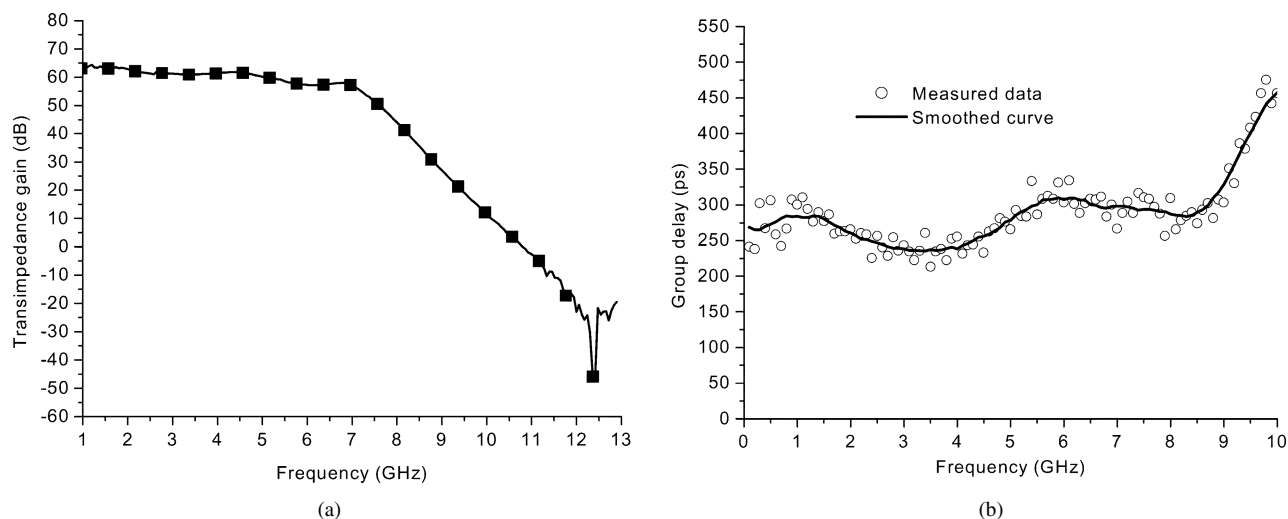 80
70
60
50
40
30
20
10
0
-10
-20
-30
-40
-50
-60
Transimpedance gain (dB)
1 2 3 4 5 6 7 8 9 10 11 12 13
Frequency (GHz)
(a)
550
500
450
400
350
300
250
200
150
100
50
0
Group delay (ps)
Measured data
Smoothed curve
0 1 2 3 4 5 6 7 8 9 10
Frequency (GHz)
(b)